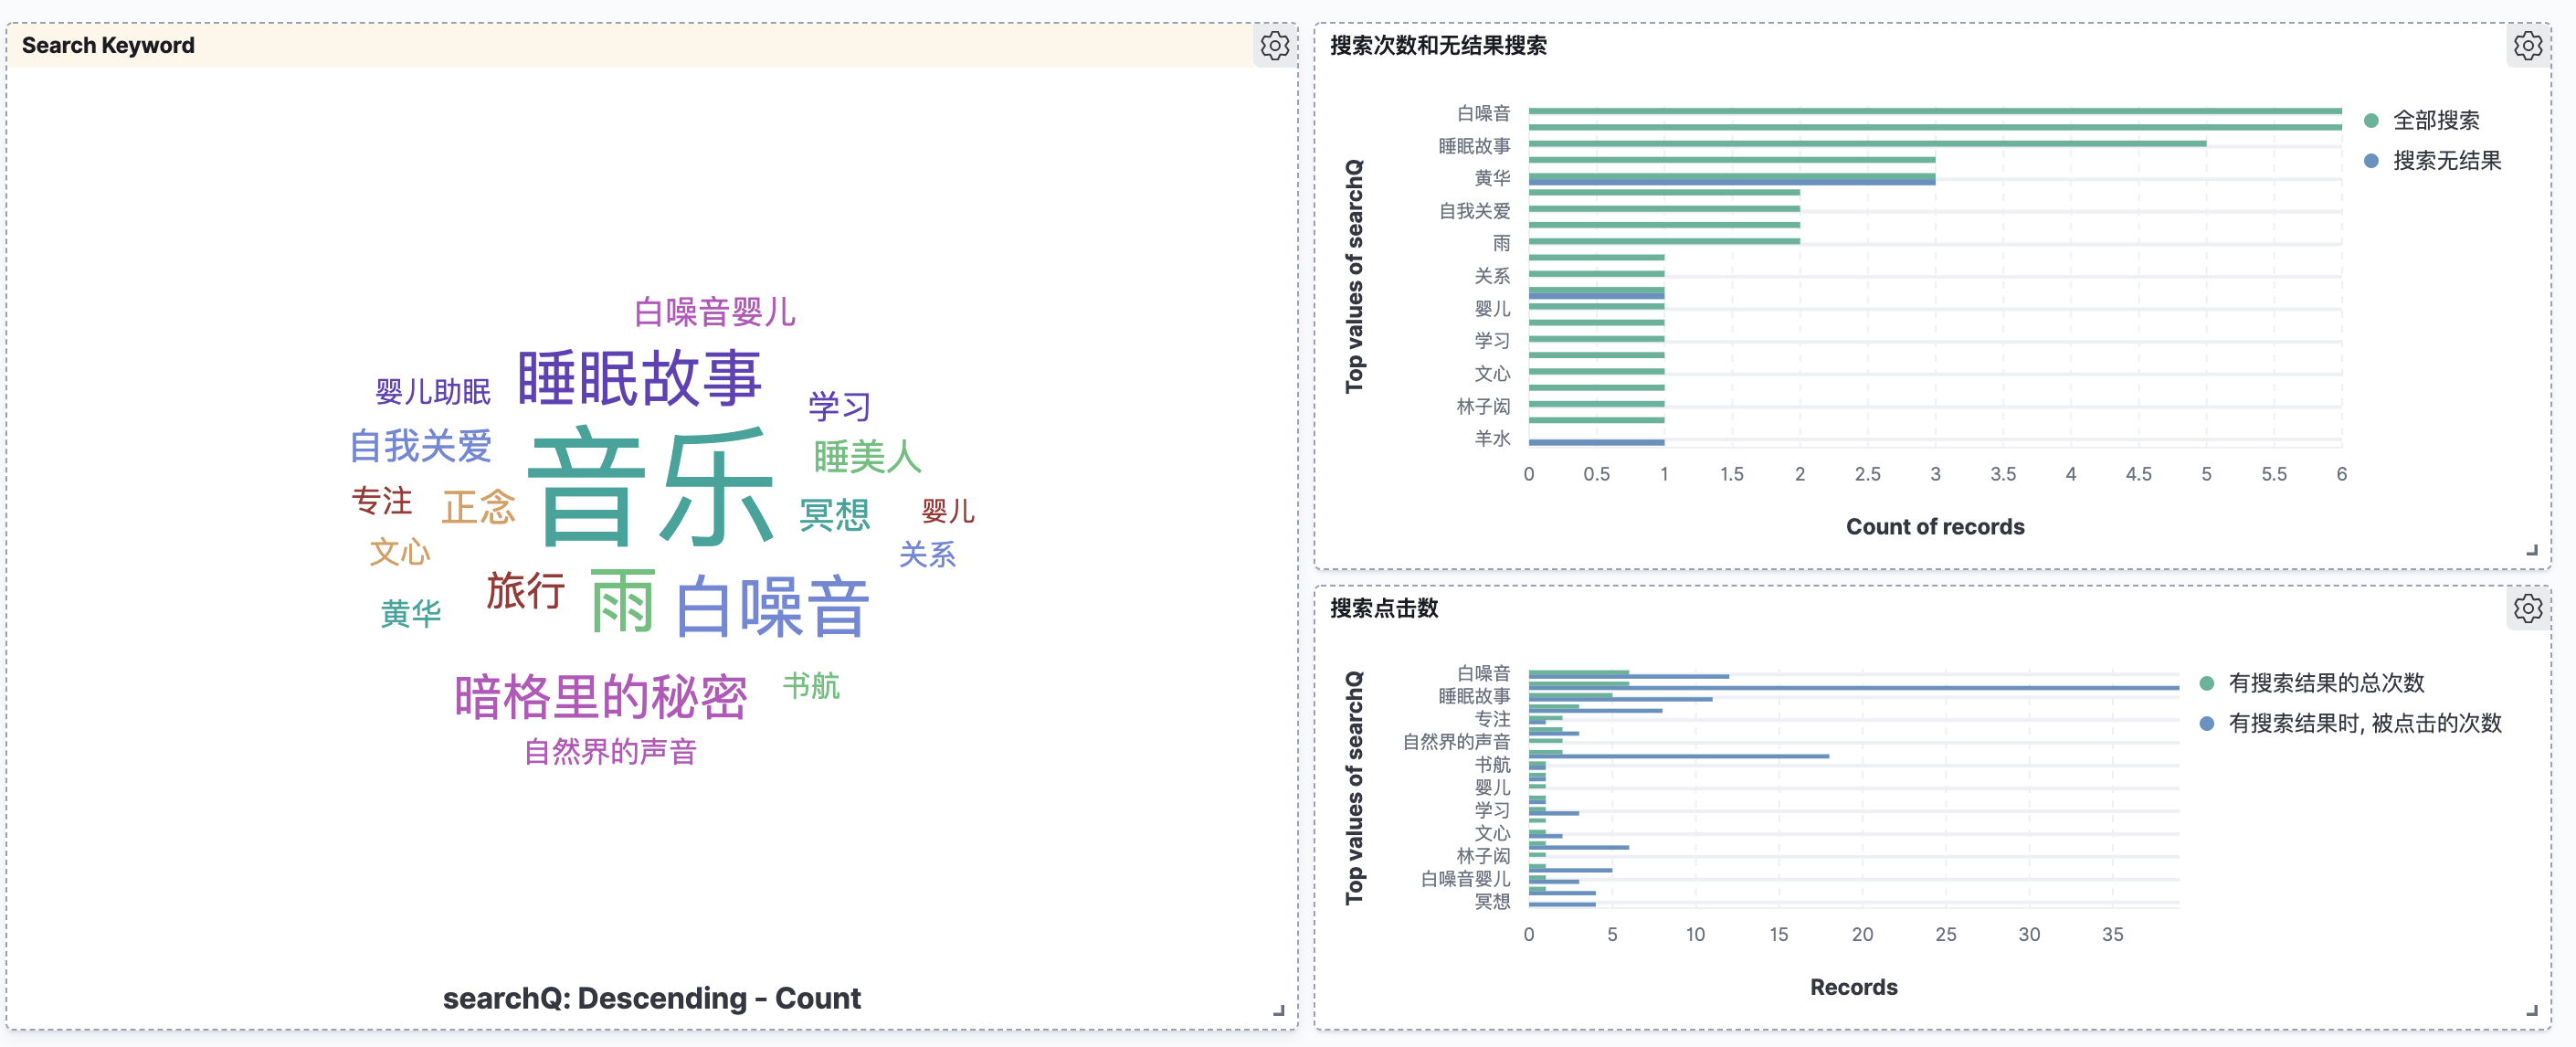 Search Keyword
白噪音婴儿
睡眠故事
婴儿助眠
学习
自我关爱
音乐
睡美人
专注
正念
冥想
婴儿
文心
关系
旅行
雨
白噪音
黄华
暗格里的秘密
书航
自然界的声音
searchQ: Descending - Count
搜索次数和无结果搜索
Top values of searchQ
白噪音
睡眠故事
黄华
自我关爱
雨
关系
婴儿
学习
文心
林子闳
羊水
0 0.5 1 1.5 2 2.5 3 3.5 4 4.5 5 5.5 6
Count of records
全部搜索
搜索无结果
搜索点击数
Top values of searchQ
白噪音
睡眠故事
专注
自然界的声音
书航
婴儿
学习
文心
林子闳
白噪音婴儿
冥想
0 5 10 15 20 25 30 35
Records
有搜索结果的总次数
有搜索结果时, 被点击的次数